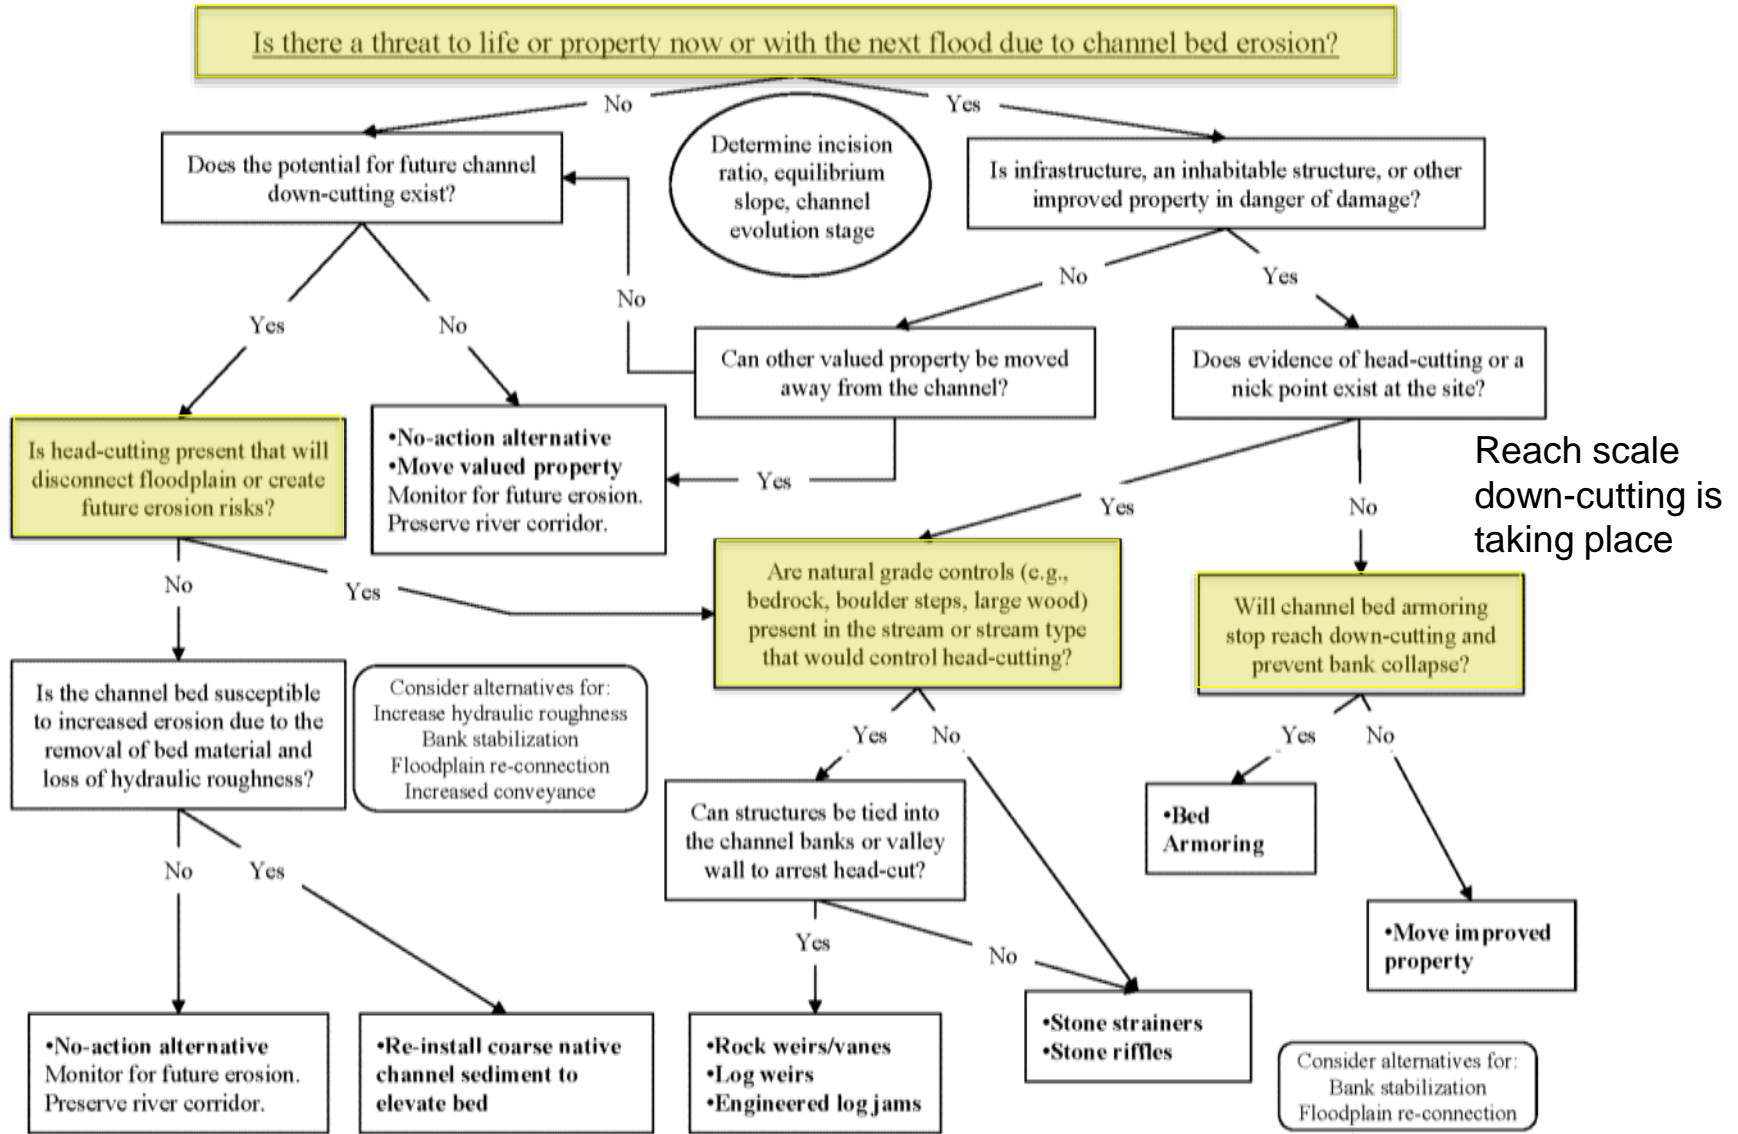 Is there a threat to life or property now or with the next flood due to channel bed erosion?
No
Yes
Does the potential for future channel
down-cutting exist?
Determine incision
ratio, equilibrium
slope, channel
evolution stage
Is infrastructure, an inhabitable structure, or other
improved property in danger of damage?
Yes
No
No
No
Yes
Can other valued property be moved
away from the channel?
Does evidence of head-cutting or a
nick point exist at the site?
Is head-cutting present that will
disconnect floodplain or create
future erosion risks?
•No-action alternative
•Move valued property
Monitor for future erosion.
Preserve river corridor.
Yes
Yes
No
Reach scale
down-cutting is
taking place
No
Yes
Are natural grade controls (e.g.,
bedrock, boulder steps, large wood)
present in the stream or stream type
that would control head-cutting?
Will channel bed armoring
stop reach down-cutting and
prevent bank collapse?
Is the channel bed susceptible
to increased erosion due to the
removal of bed material and
loss of hydraulic roughness?
Consider alternatives for:
Increase hydraulic roughness
Bank stabilization
Floodplain re-connection
Increased conveyance
Yes
No
Yes
No
Can structures be tied into
the channel banks or valley
wall to arrest head-cut?
•Bed
Armoring
No
Yes
Yes
No
•Move improved
property
•No-action alternative
Monitor for future erosion.
Preserve river corridor.
•Re-install coarse native
channel sediment to
elevate bed
•Rock weirs/vanes
•Log weirs
•Engineered log jams
•Stone strainers
•Stone riffles
Consider alternatives for:
Bank stabilization
Floodplain re-connection